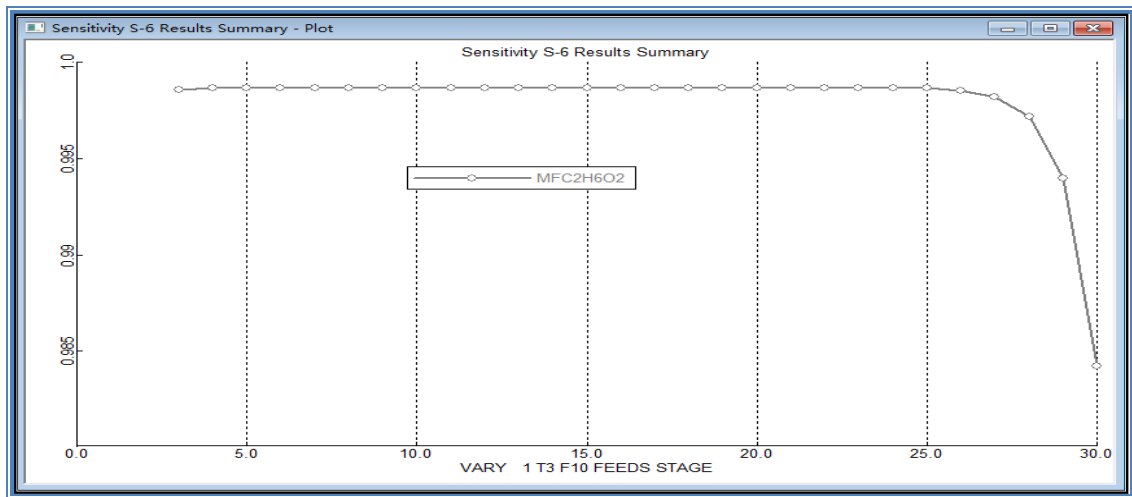 Sensitivity S-6 Results Summary - Plot
Sensitivity S-6 Results Summary
1.0
0.995
MFC2H6O2
0.99
0.985
0.0 5.0 10.0 15.0 20.0 25.0 30.0
VARY 1 T3 F10 FEEDS STAGE